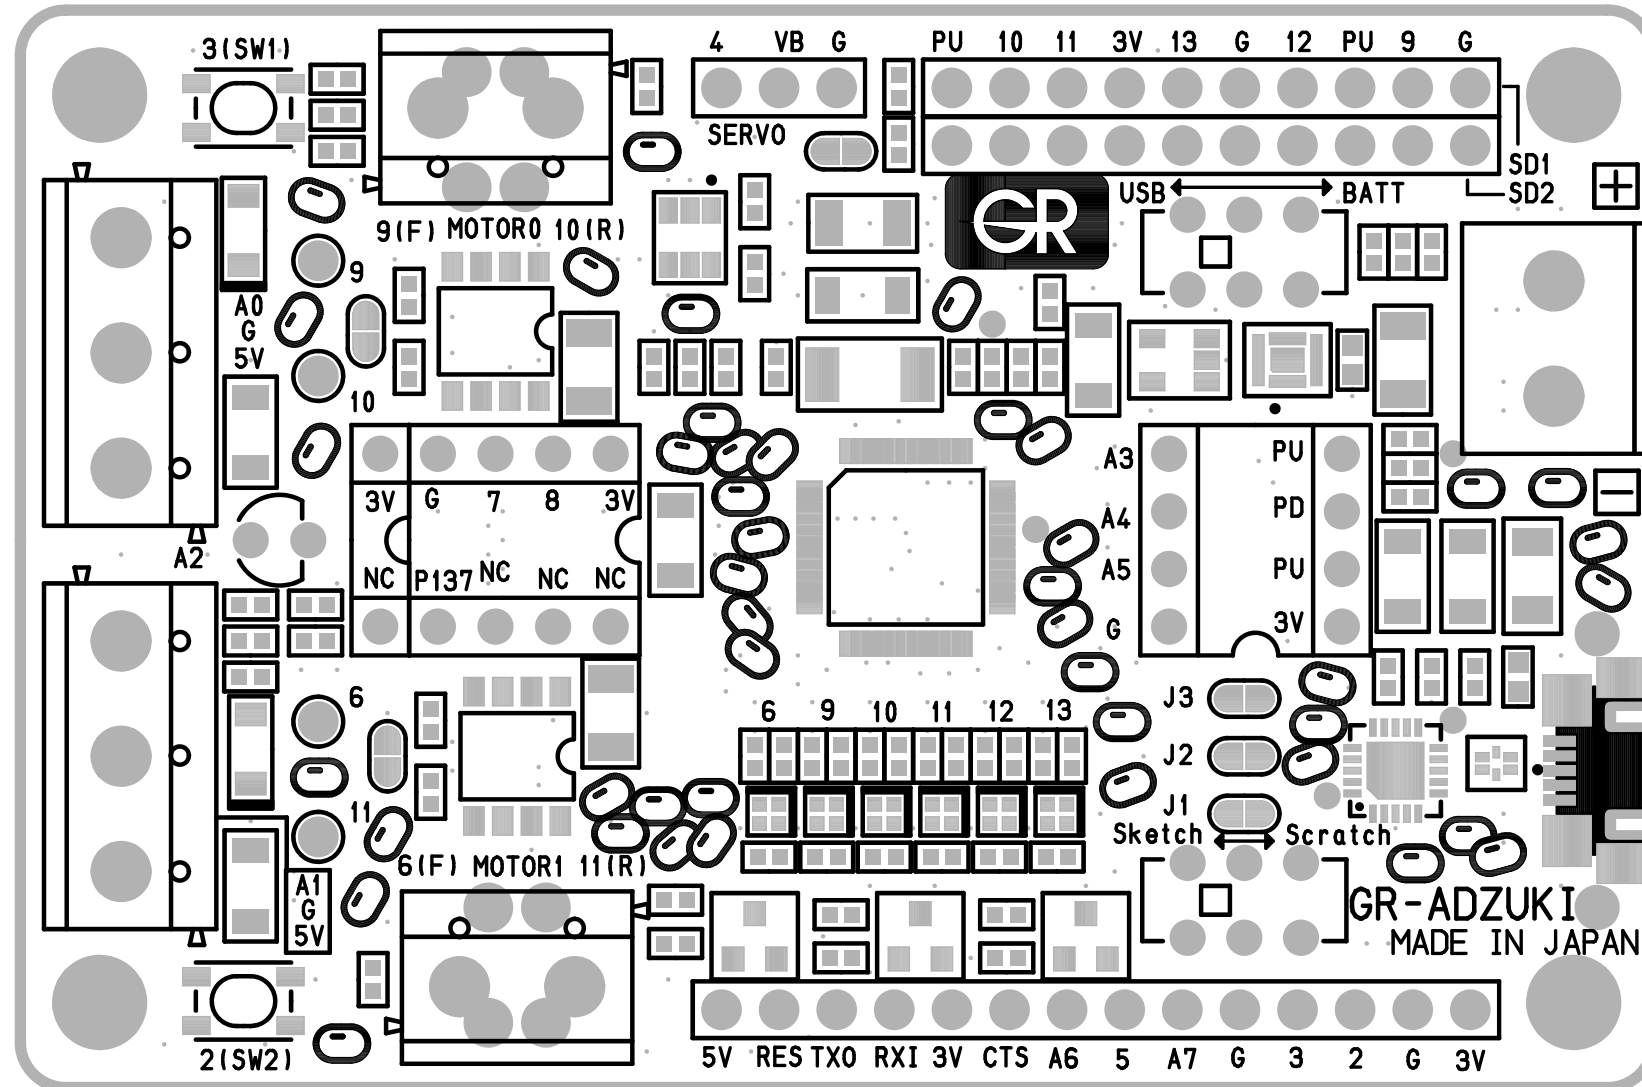 3(SW1)
4 VB G
PU 10 11 3V 13 G 12 PU 9 G
SERVO
SD1
SD2
USB BATT
+
GR
9(F) MOTOR0 10(R)
9
A0
G
5V
10
A3
A4
A5
G
PU
PD
PU
3V
3V G 7 8 3V
NC P137 NC NC NC
A2
−
6
6 9 10 11 12 13
J3
J2
J1
Sketch Scratch
11
6(F) MOTOR1 11(R)
A1
G
5V
GR-ADZUKI
MADE IN JAPAN
2(SW2)
5V RES TXO RXI 3V CTS A6 5 A7 G 3 2 G 3V